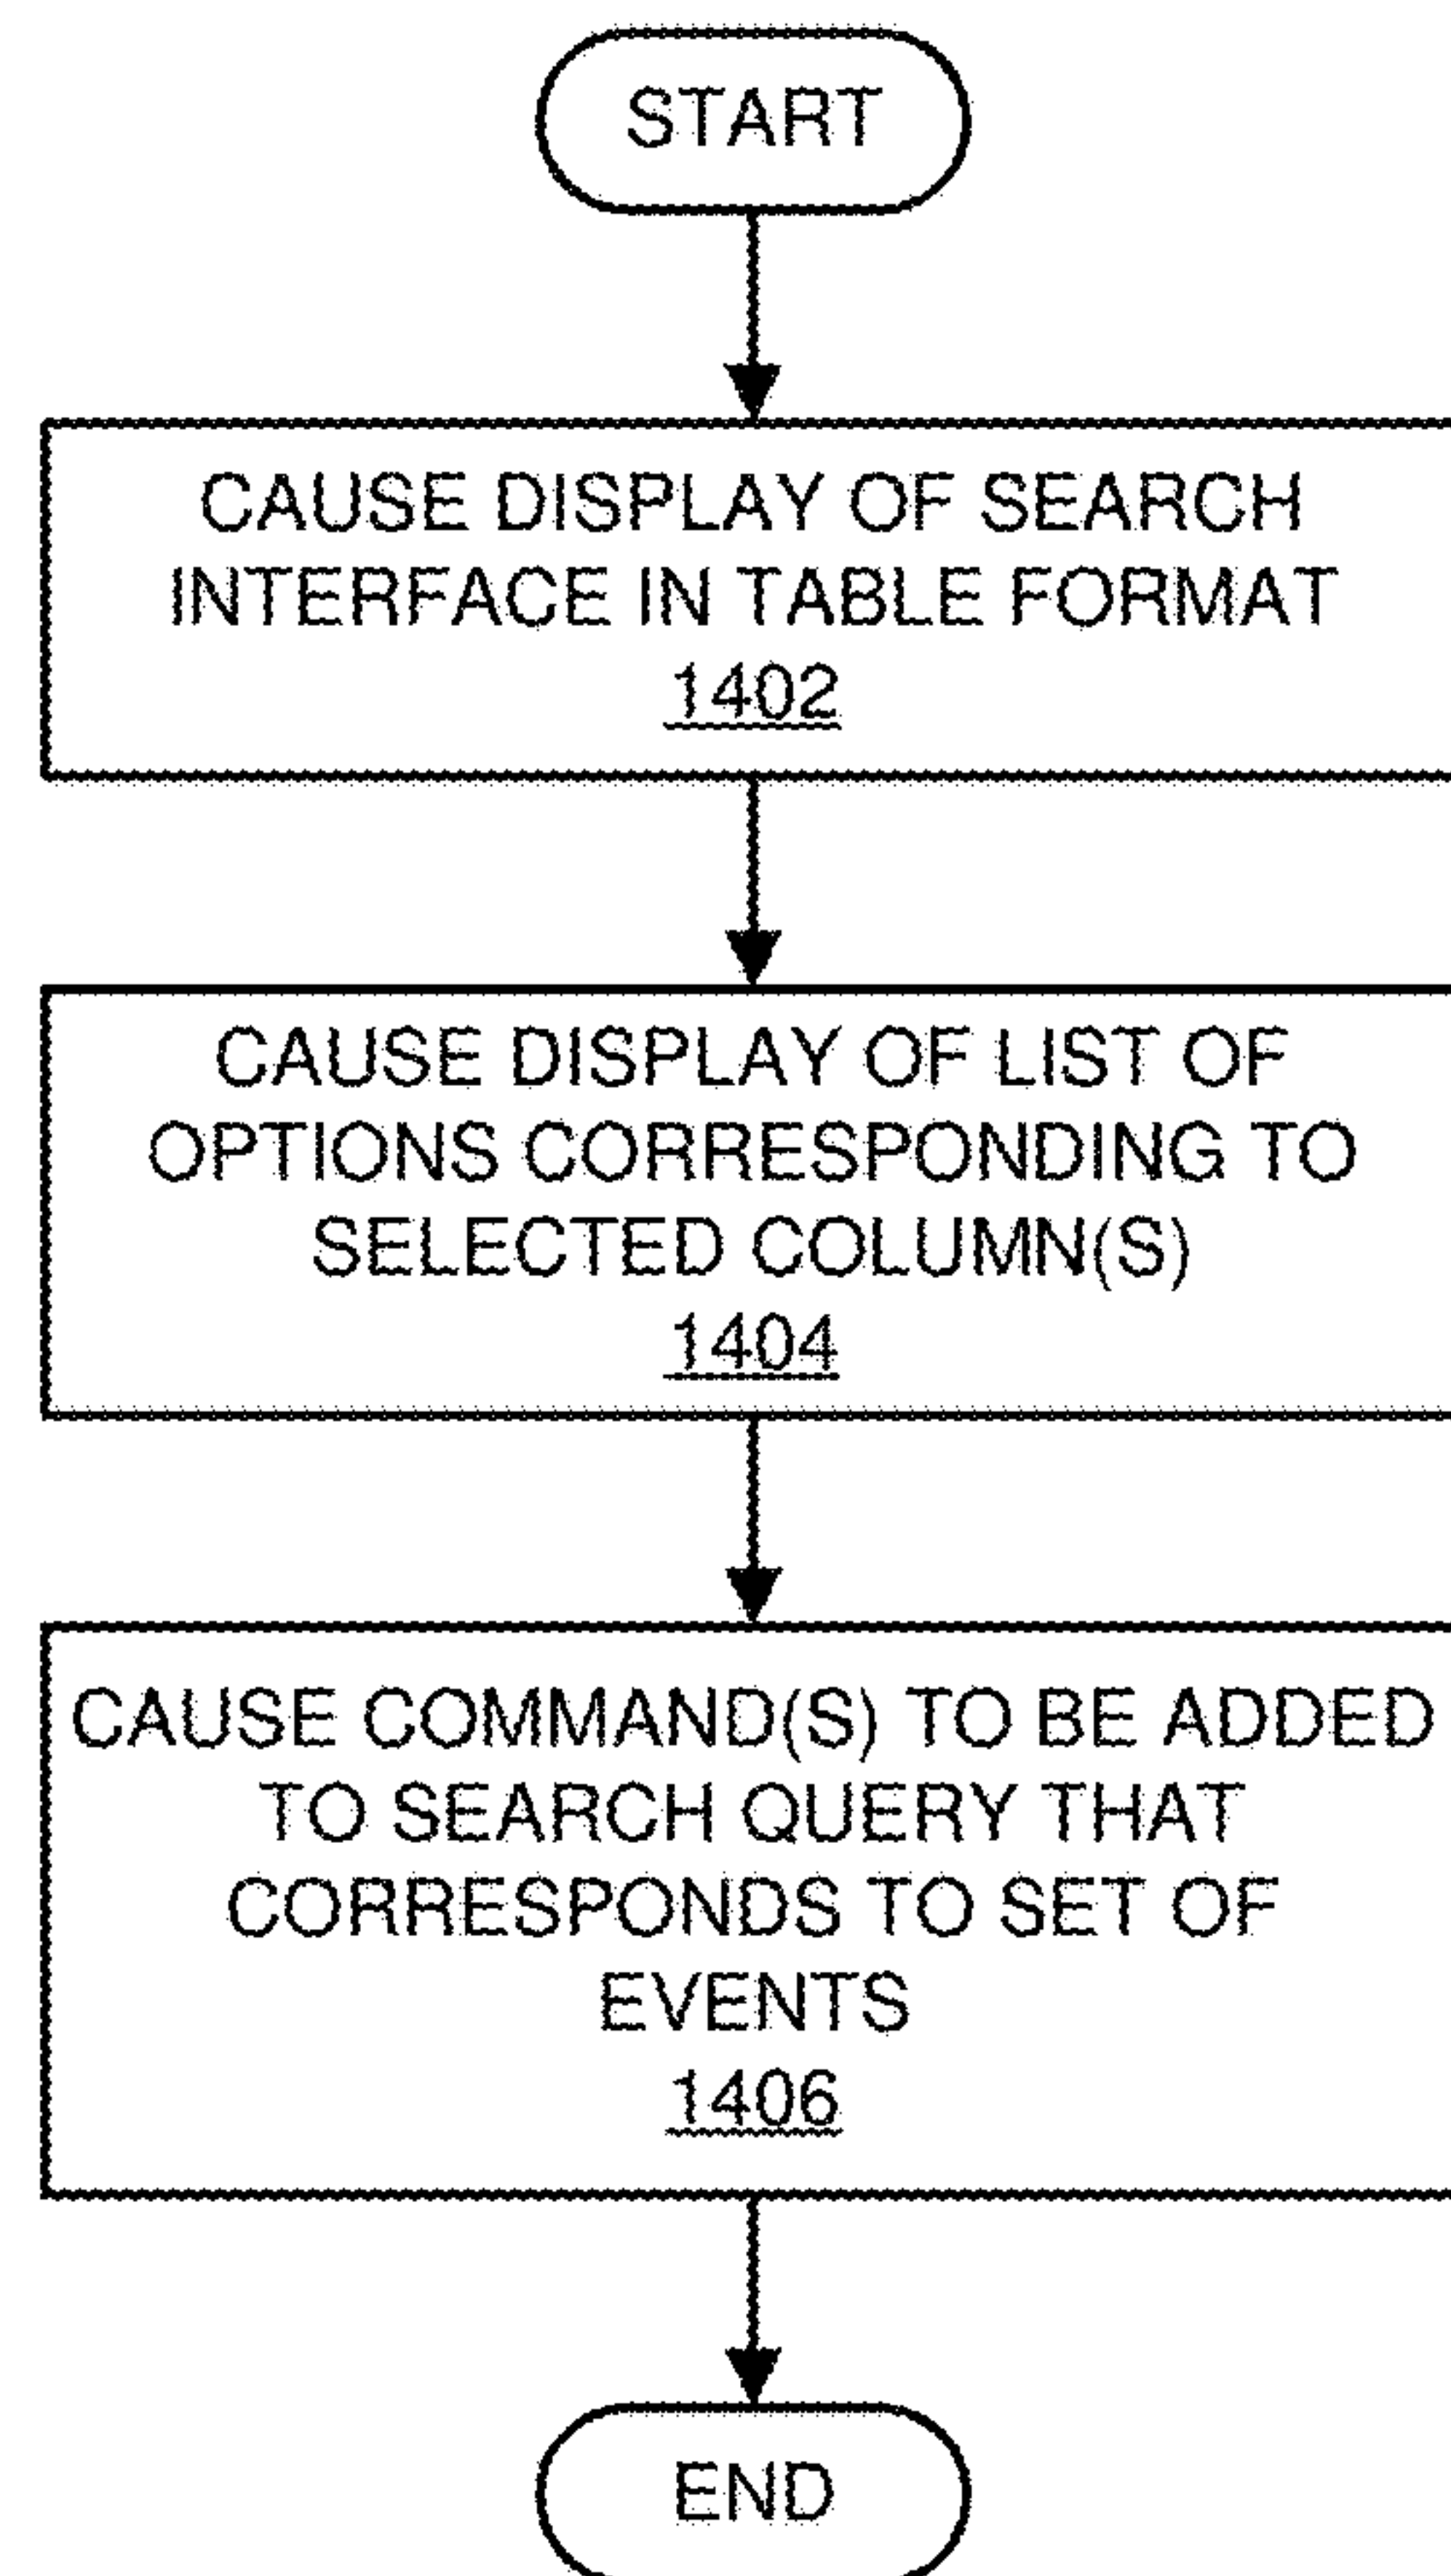 START
CAUSE DISPLAY OF SEARCH
INTERFACE IN TABLE FORMAT
1402
CAUSE DISPLAY OF LIST OF
OPTIONS CORRESPONDING TO
SELECTED COLUMN(S)
1404
CAUSE COMMAND(S) TO BE ADDED
TO SEARCH QUERY THAT
CORRESPONDS TO SET OF
EVENTS
1406
END